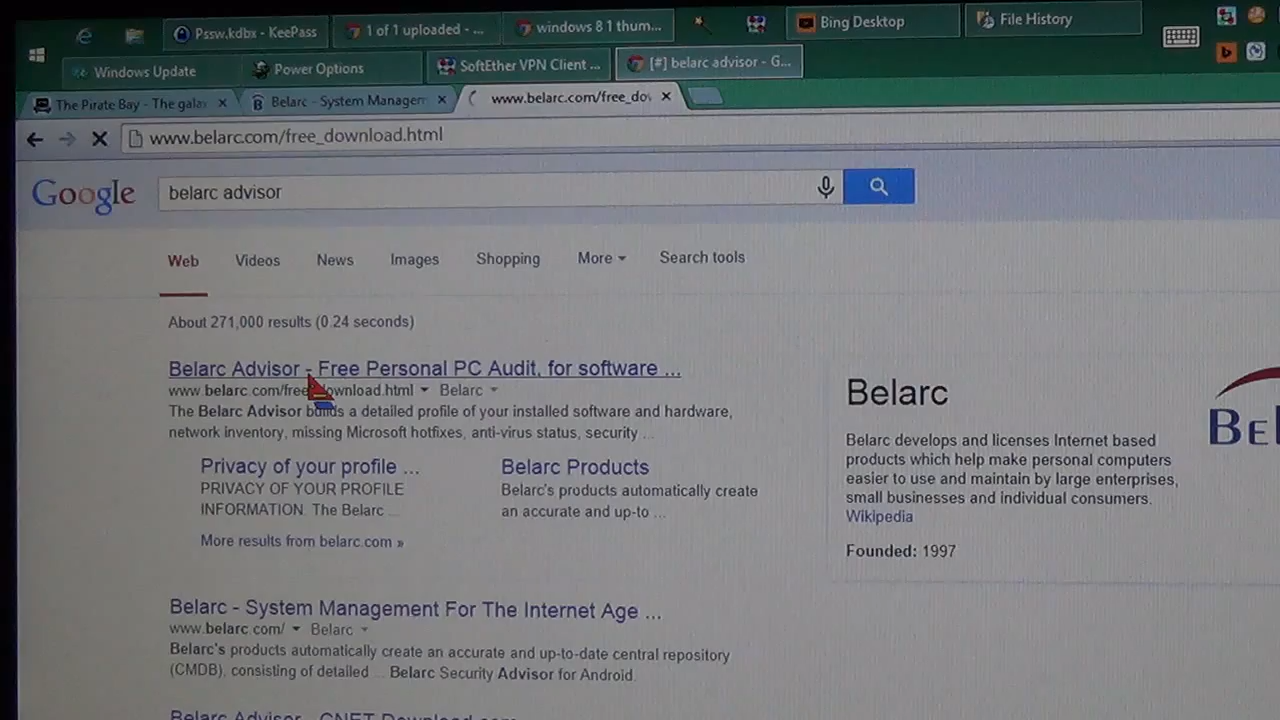 Pssw.kdbx - KeePass
1 of 1 uploaded - ...
windows 8 1 thum...
Bing Desktop
File History
Windows Update
Power Options
SoftEther VPN Client ...
[#] belarc advisor - G...
The Pirate Bay - The gala
Belarc - System Managem
www.belarc.com/free_do
www.belarc.com/free_download.html
Google
belarc advisor
Web
Videos
News
Images
Shopping
More
Search tools
About 271,000 results (0.24 seconds)
Belarc Advisor - Free Personal PC Audit, for software ...
www.belarc.com/free_download.html
Belarc
The Belarc Advisor builds a detailed profile of your installed software and hardware,
network inventory, missing Microsoft hotfixes, anti-virus status, security ...
Privacy of your profile ...
PRIVACY OF YOUR PROFILE
INFORMATION. The Belarc ...
Belarc Products
Belarc's products automatically create
an accurate and up-to ...
More results from belarc.com »
Belarc - System Management For The Internet Age ...
www.belarc.com/
Belarc
Belarc's products automatically create an accurate and up-to-date central repository
(CMDB), consisting of detailed ... Belarc Security Advisor for Android.
Belarc Advisor - CNET Download.com
Belarc
BEL
Belarc develops and licenses Internet based
products which help make personal computers
easier to use and maintain by large enterprises,
small businesses and individual consumers.
Wikipedia
Founded: 1997